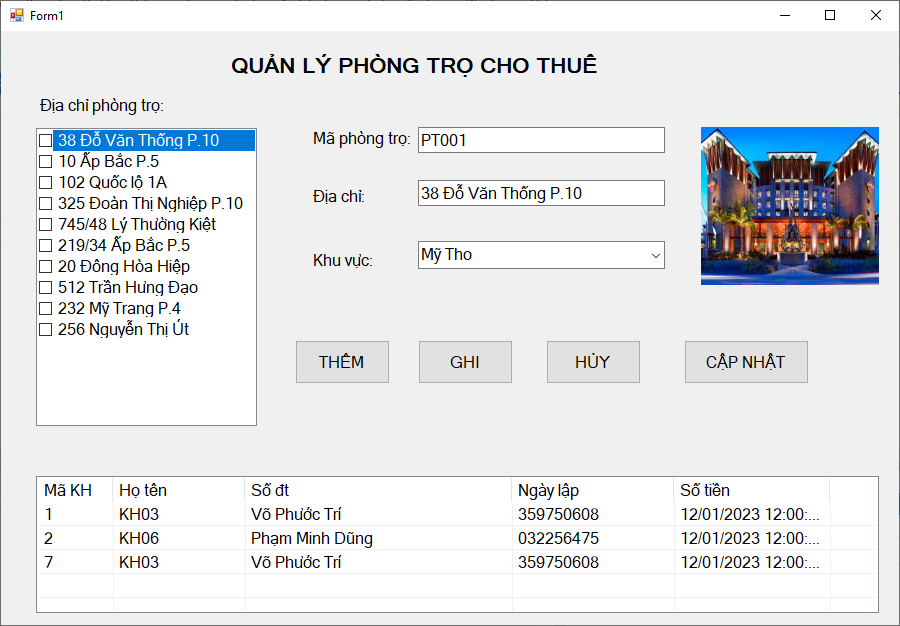 Form1
QUẢN LÝ PHÒNG TRỌ CHO THUÊ
Địa chỉ phòng trọ:
38 Đỗ Văn Thống P.10
10 Ấp Bắc P.5
102 Quốc lộ 1A
325 Đoàn Thị Nghiệp P.10
745/48 Lý Thường Kiệt
219/34 Ấp Bắc P.5
20 Đông Hòa Hiệp
512 Trần Hưng Đạo
232 Mỹ Trang P.4
256 Nguyễn Thị Út
Mã phòng trọ: PT001
Địa chỉ: 38 Đỗ Văn Thống P.10
Khu vực: Mỹ Tho
THÊM GHI HỦY CẬP NHẬT
Mã KH Họ tên Số đt Ngày lập Số tiền
1 KH03 Võ Phước Trí 359750608 12/01/2023 12:00:...
2 KH06 Phạm Minh Dũng 032256475 12/01/2023 12:00:...
7 KH03 Võ Phước Trí 359750608 12/01/2023 12:00:...